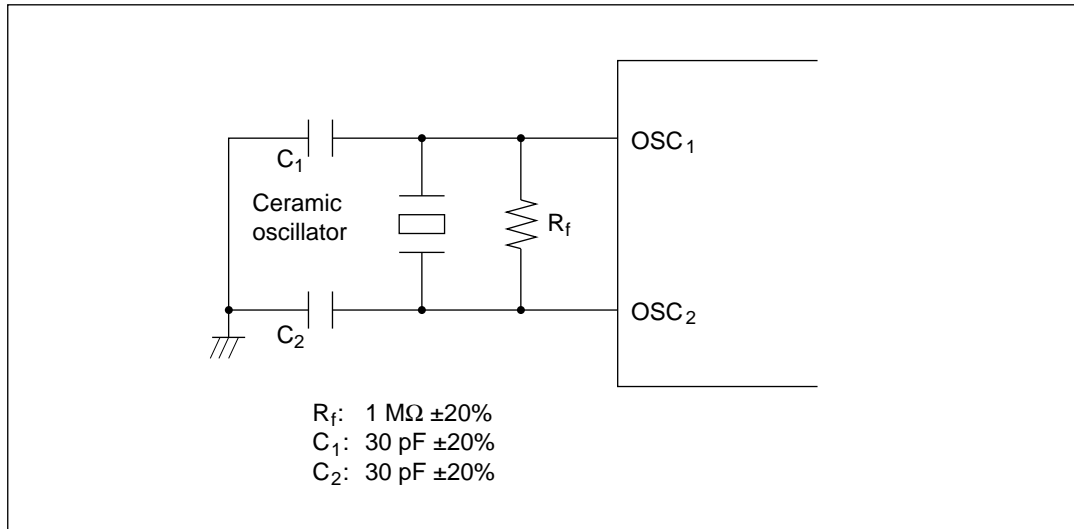 OSC1
C1
Ceramic
oscillator
Rf
OSC2
C2
Rf: 1 MΩ ±20%
C1: 30 pF ±20%
C2: 30 pF ±20%